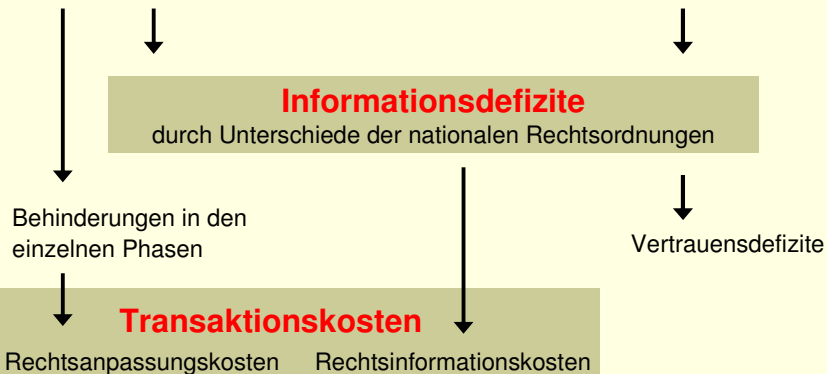 Informationsdefizite
durch Unterschiede der nationalen Rechtsordnungen
Behinderungen in den
einzelnen Phasen
Vertrauensdefizite
Transaktionskosten
Rechtsanpassungskosten Rechtsinformationskosten